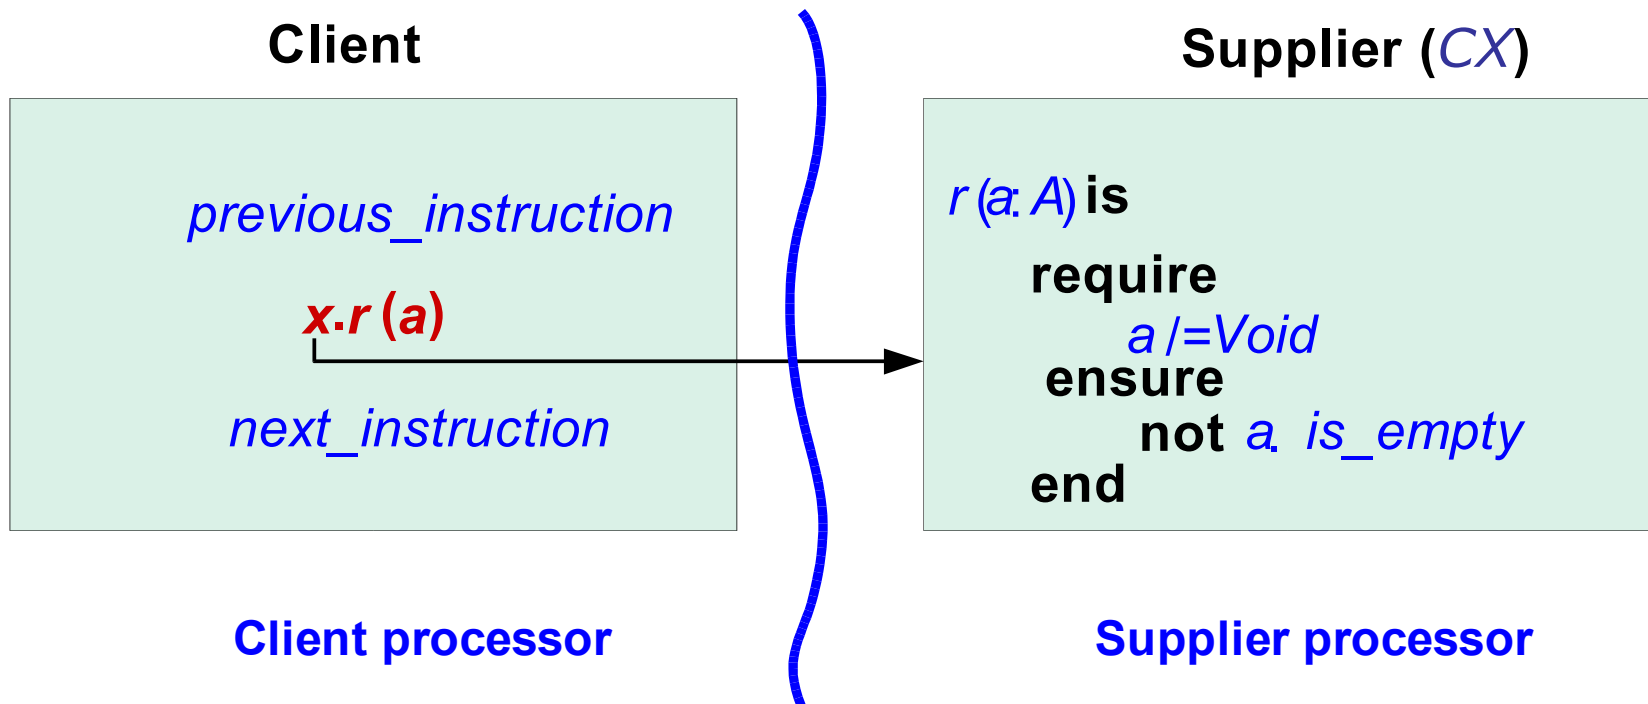 Client
previous_instruction
x.r (a)
next_instruction
Client processor
Supplier (CX)
r (a: A) is
require
a /=Void
ensure
not a. is_empty
end
Supplier processor